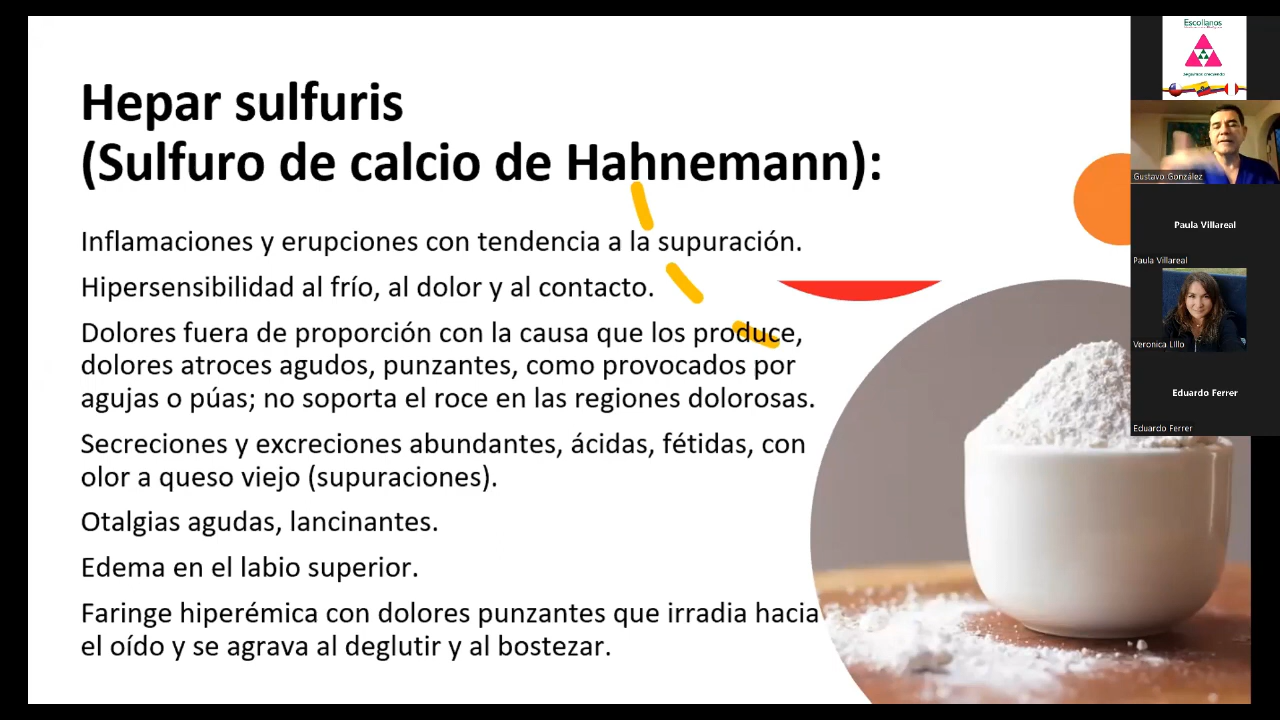 Hepar sulfuris
(Sulfuro de calcio de Hahnemann):
Inflamaciones y erupciones con tendencia a la supuración.
Hipersensibilidad al frío, al dolor y al contacto.
Dolores fuera de proporción con la causa que los produce,
dolores atroces agudos, punzantes, como provocados por
agujas o púas; no soporta el roce en las regiones dolorosas.
Secreciones y excreciones abundantes, ácidas, fétidas, con
olor a queso viejo (supuraciones).
Otalgias agudas, lancinantes.
Edema en el labio superior.
Faringe hiperémica con dolores punzantes que irradia hacia
el oído y se agrava al deglutir y al bostezar.
Escollanos
Gustavo González
Paula Villareal
Paula Villareal
Veronica LIllo
Eduardo Ferrer
Eduardo Ferrer